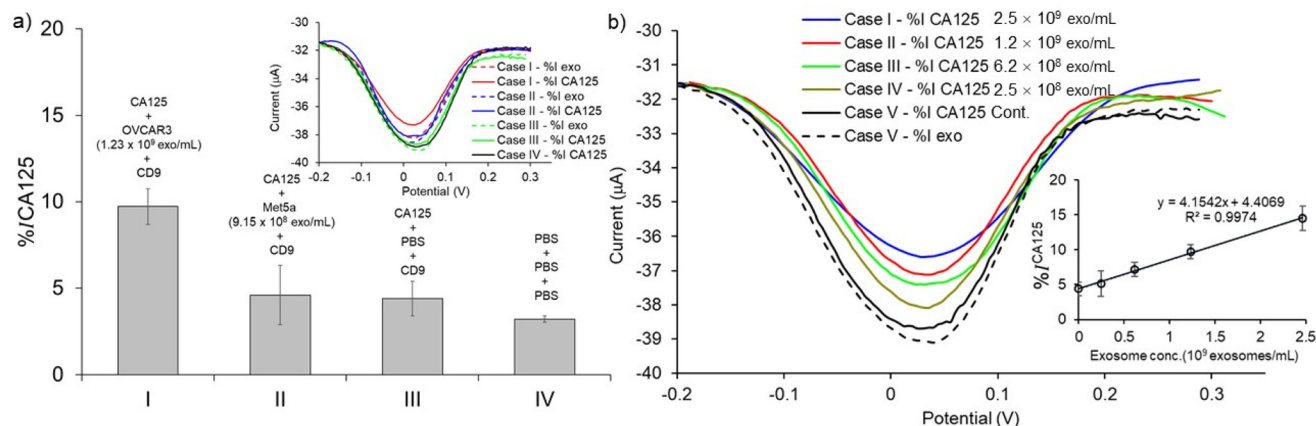 a)
%ICA125
20
15
10
5
0
CA125
+
OVCAR3
(1.23 x 10⁹ exo/mL)
+
CD9
CA125
+
Met5a
(9.15 x 10⁸ exo/mL)
+
CD9
CA125
+
PBS
+
CD9
PBS
+
PBS
+
PBS
I
II
III
IV
Current (µA)
-30
-32
-34
-36
-38
-40
-0.2
-0.1
0.0
0.1
0.2
0.3
Potential (V)
Case I - %I exo
Case I - %I CA125
Case II - %I exo
Case II - %I CA125
Case III - %I exo
Case III - %I CA125
Case IV - %I CA125
b)
Case I - %I CA125 2.5 × 10⁹ exo/mL
Case II - %I CA125 1.2 × 10⁹ exo/mL
Case III - %I CA125 6.2 × 10⁸ exo/mL
Case IV - %I CA125 2.5 × 10⁸ exo/mL
Case V - %I CA125 Cont.
Case V - %I exo
Current (µA)
-30
-31
-32
-33
-34
-35
-36
-37
-38
-39
-40
-0.2
-0.1
0
0.1
0.2
0.3
Potential (V)
y = 4.1542x + 4.4069
R² = 0.9974
%I^CA125
20
15
10
5
0
0
0.5
1
1.5
2
2.5
Exosome conc.(10⁹ exosomes/mL)